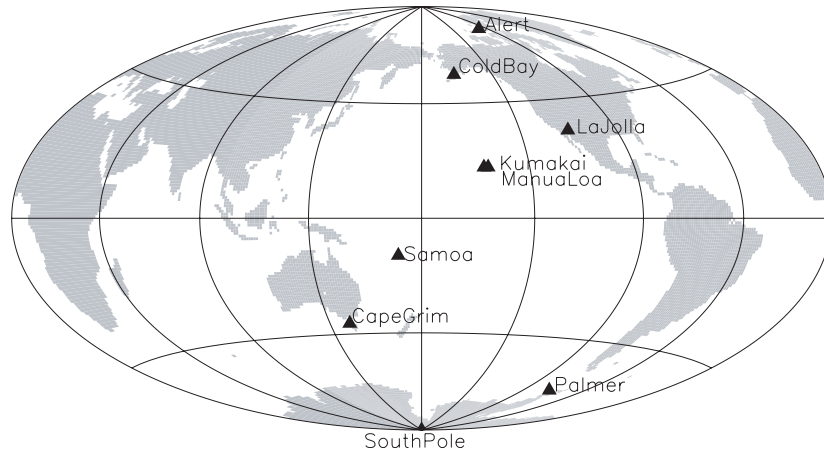 Alert
ColdBay
LaJolla
Kumakai
ManuaLoa
Samoa
CapeGrim
Palmer
SouthPole